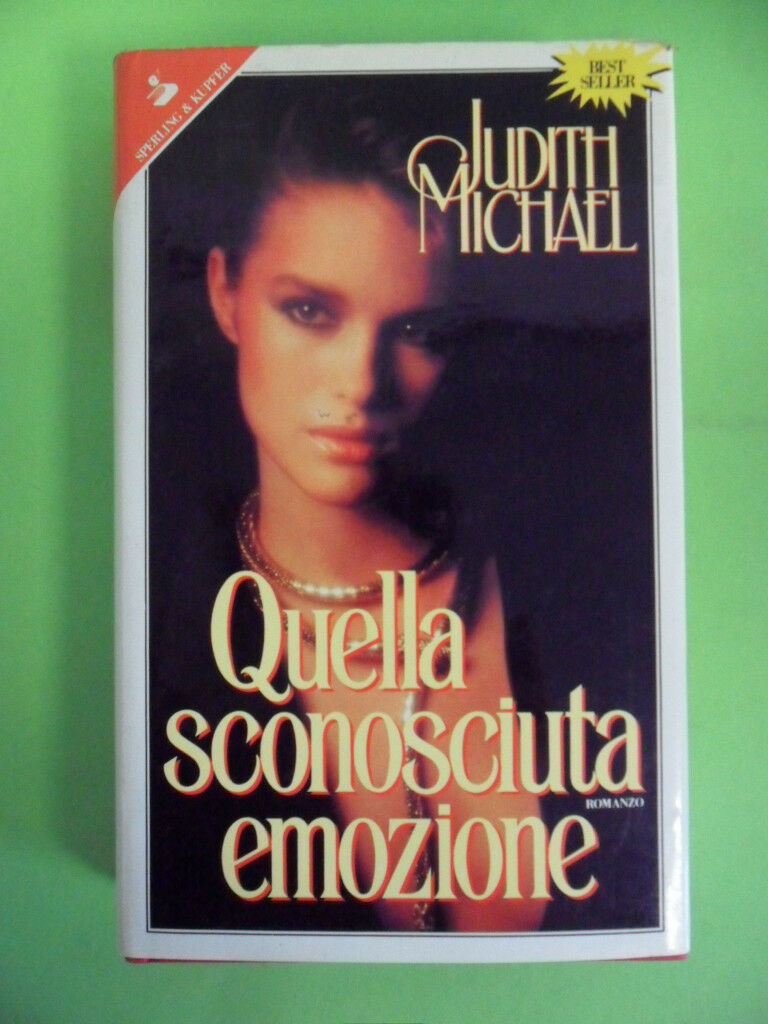 SPERLING & KUPFER
BEST
SELLER
JUDITH
MICHAEL
Quella
sconosciuta
ROMANZO
emozione